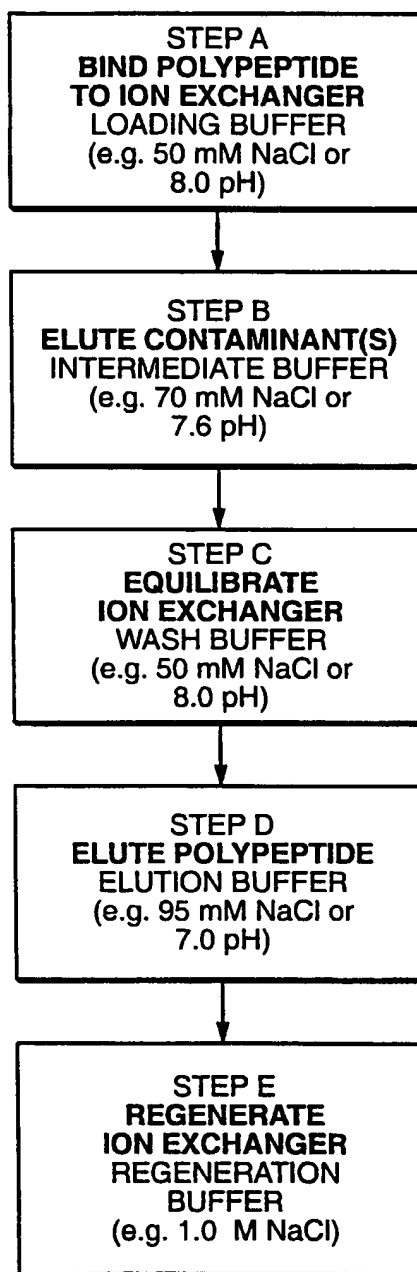 STEP A
BIND POLYPEPTIDE
TO ION EXCHANGER
LOADING BUFFER
(e.g. 50 mM NaCl or
8.0 pH)
STEP B
ELUTE CONTAMINANT(S)
INTERMEDIATE BUFFER
(e.g. 70 mM NaCl or
7.6 pH)
STEP C
EQUILIBRATE
ION EXCHANGER
WASH BUFFER
(e.g. 50 mM NaCl or
8.0 pH)
STEP D
ELUTE POLYPEPTIDE
ELUTION BUFFER
(e.g. 95 mM NaCl or
7.0 pH)
STEP E
REGENERATE
ION EXCHANGER
REGENERATION
BUFFER
(e.g. 1.0 M NaCl)